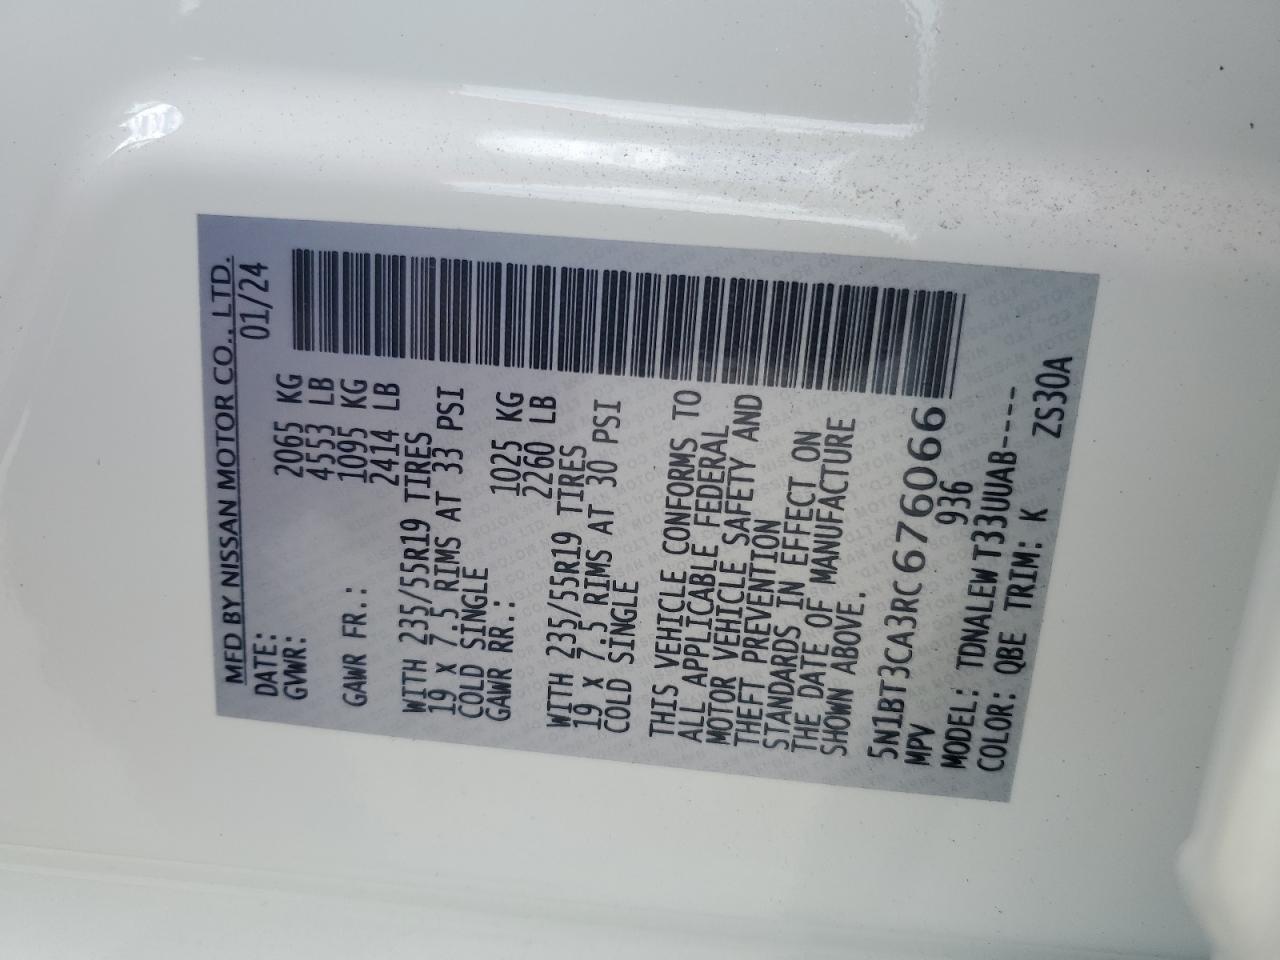 MFD BY NISSAN MOTOR CO., LTD.
DATE: 01/24
GVWR: 2065 KG
4553 LB
GAWR FR.: 1095 KG
2414 LB
WITH 235/55R19 TIRES
19 X 7.5 RIMS AT 33 PSI
COLD SINGLE
GAWR RR.: 1025 KG
2260 LB
WITH 235/55R19 TIRES
19 X 7.5 RIMS AT 30 PSI
COLD SINGLE
THIS VEHICLE CONFORMS TO
ALL APPLICABLE FEDERAL
MOTOR VEHICLE SAFETY AND
THEFT PREVENTION
STANDARDS IN EFFECT ON
THE DATE OF MANUFACTURE
SHOWN ABOVE.
5N1BT3CA3RC676066
MPV 936
MODEL: TDNALEW T33UUAB----
COLOR: QBE TRIM: K ZS30A